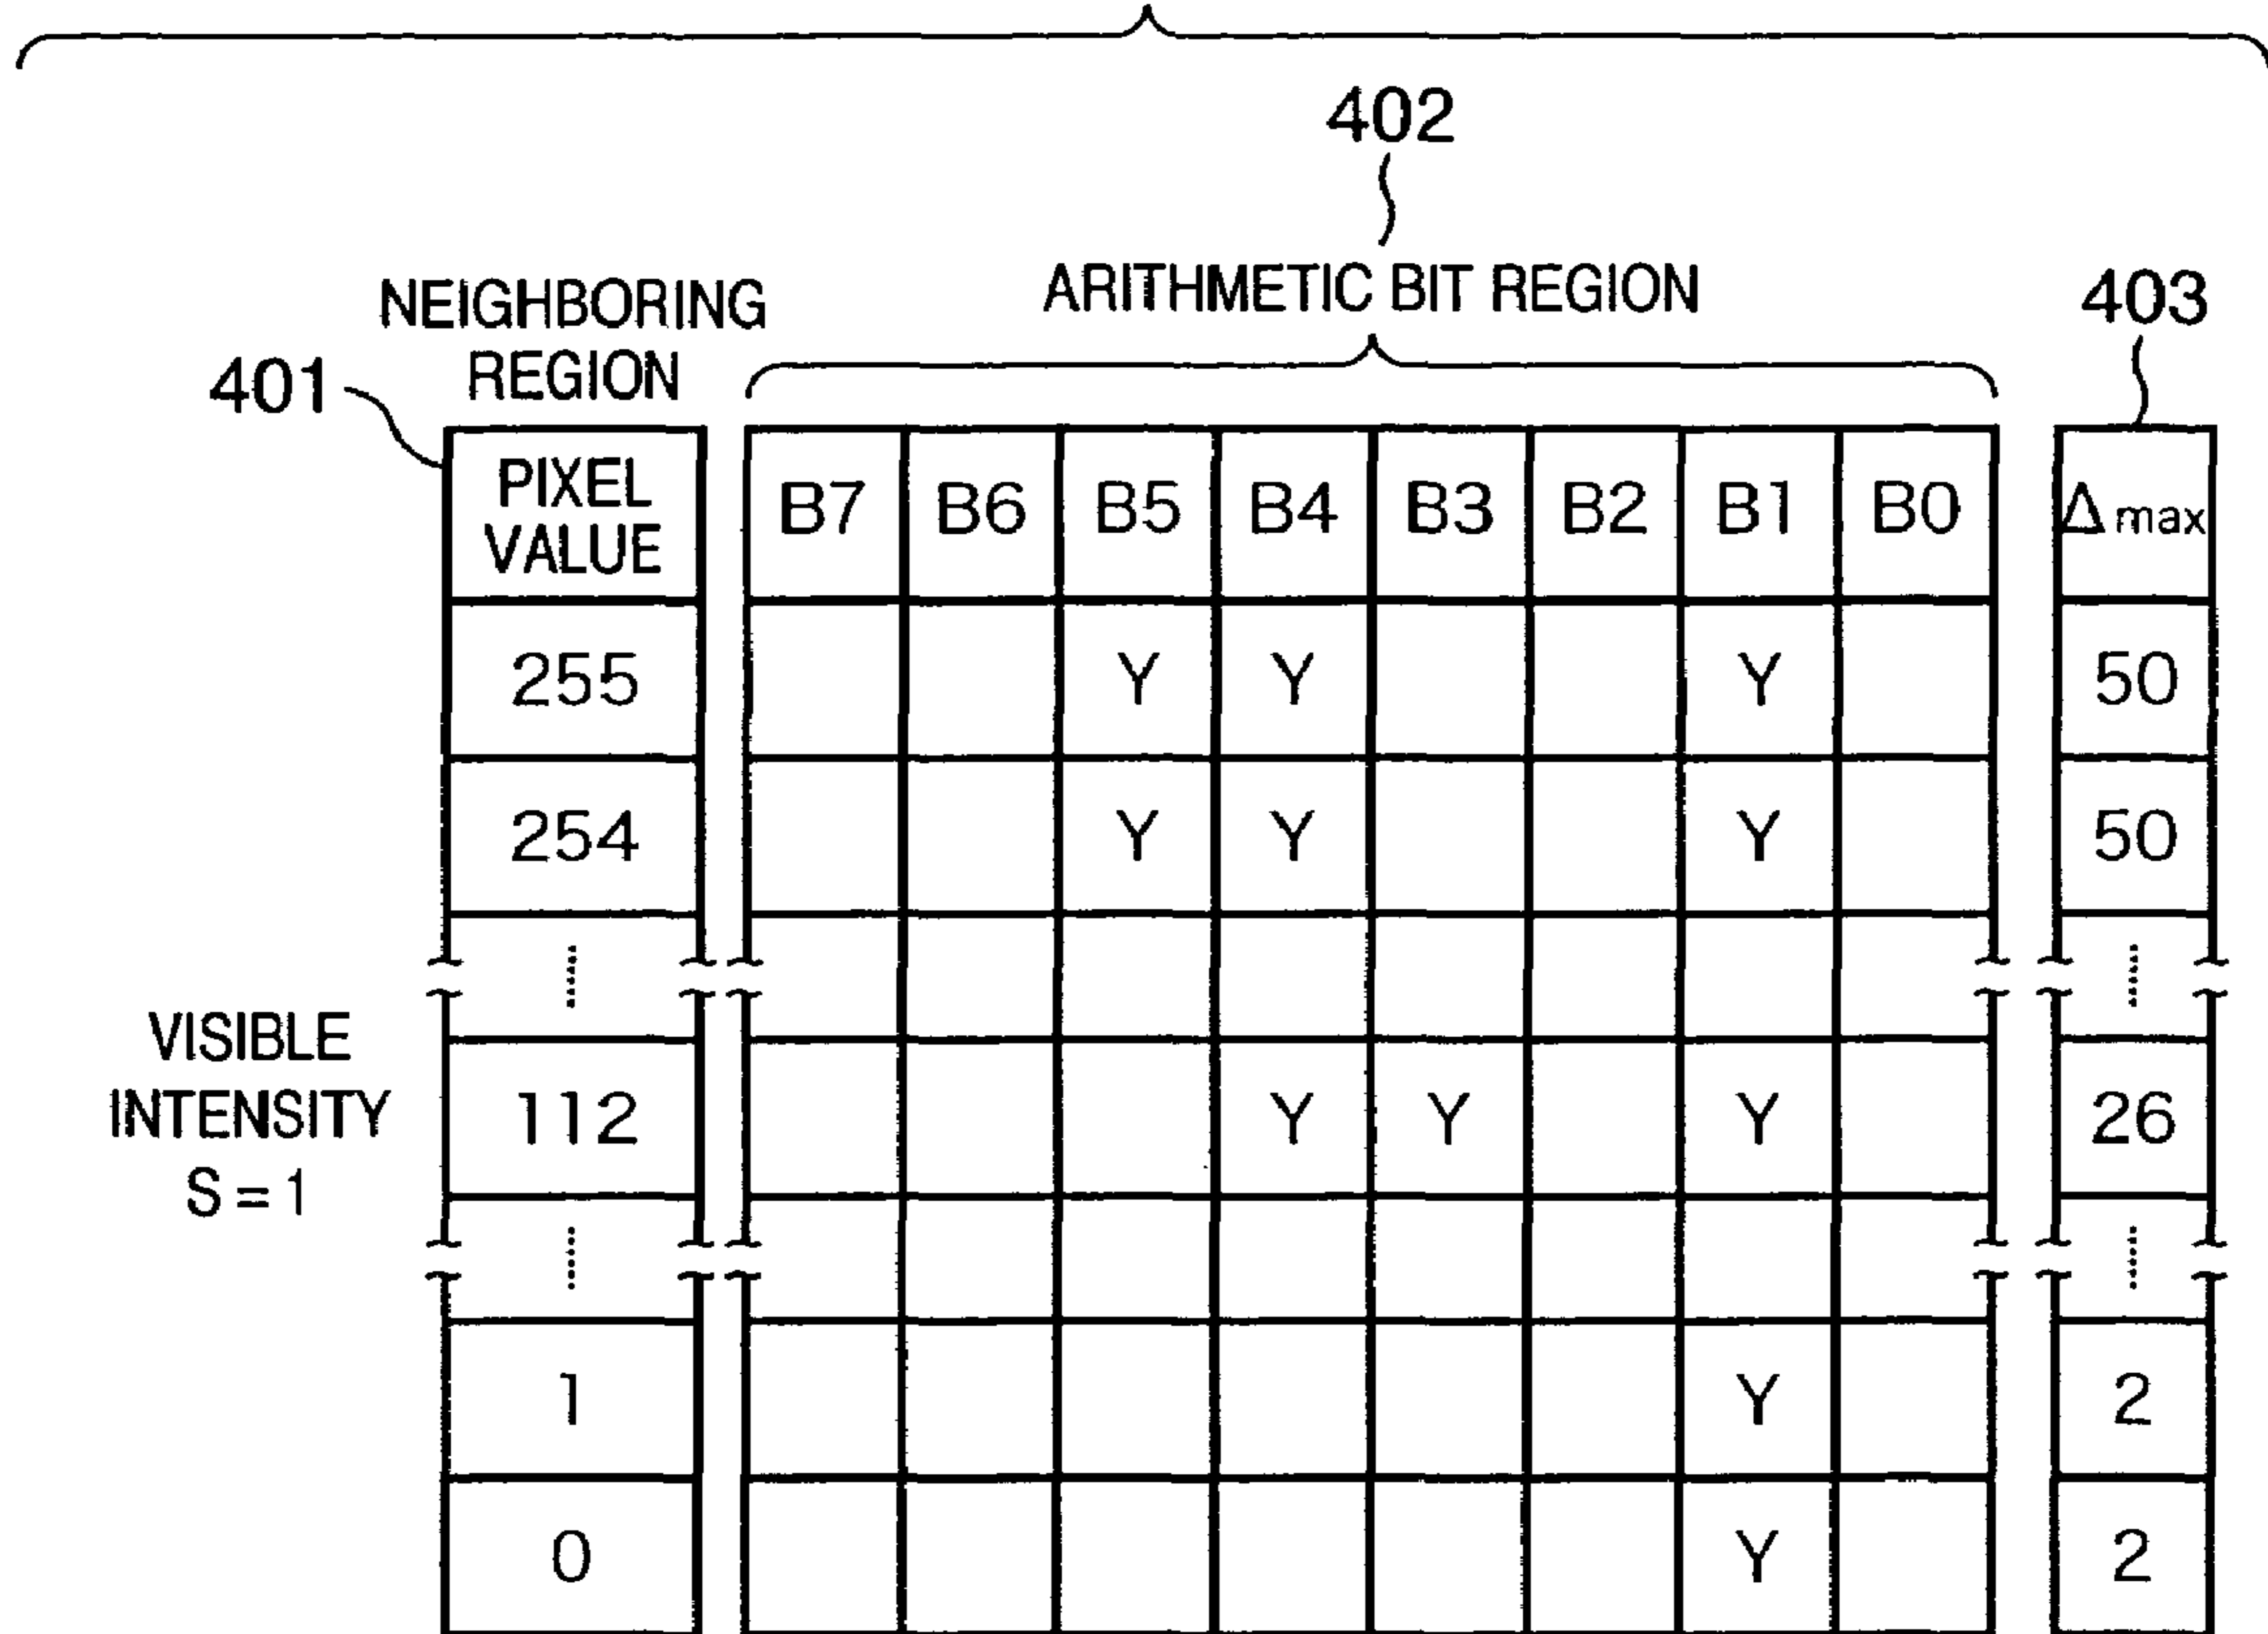 402
NEIGHBORING
REGION
ARITHMETIC BIT REGION
403
401
PIXEL
VALUE
B7 B6 B5 B4 B3 B2 B1 B0
Δ max
255 Y Y Y 50
254 Y Y Y 50
VISIBLE
INTENSITY
S = 1
112 Y Y Y 26
1 Y 2
0 Y 2